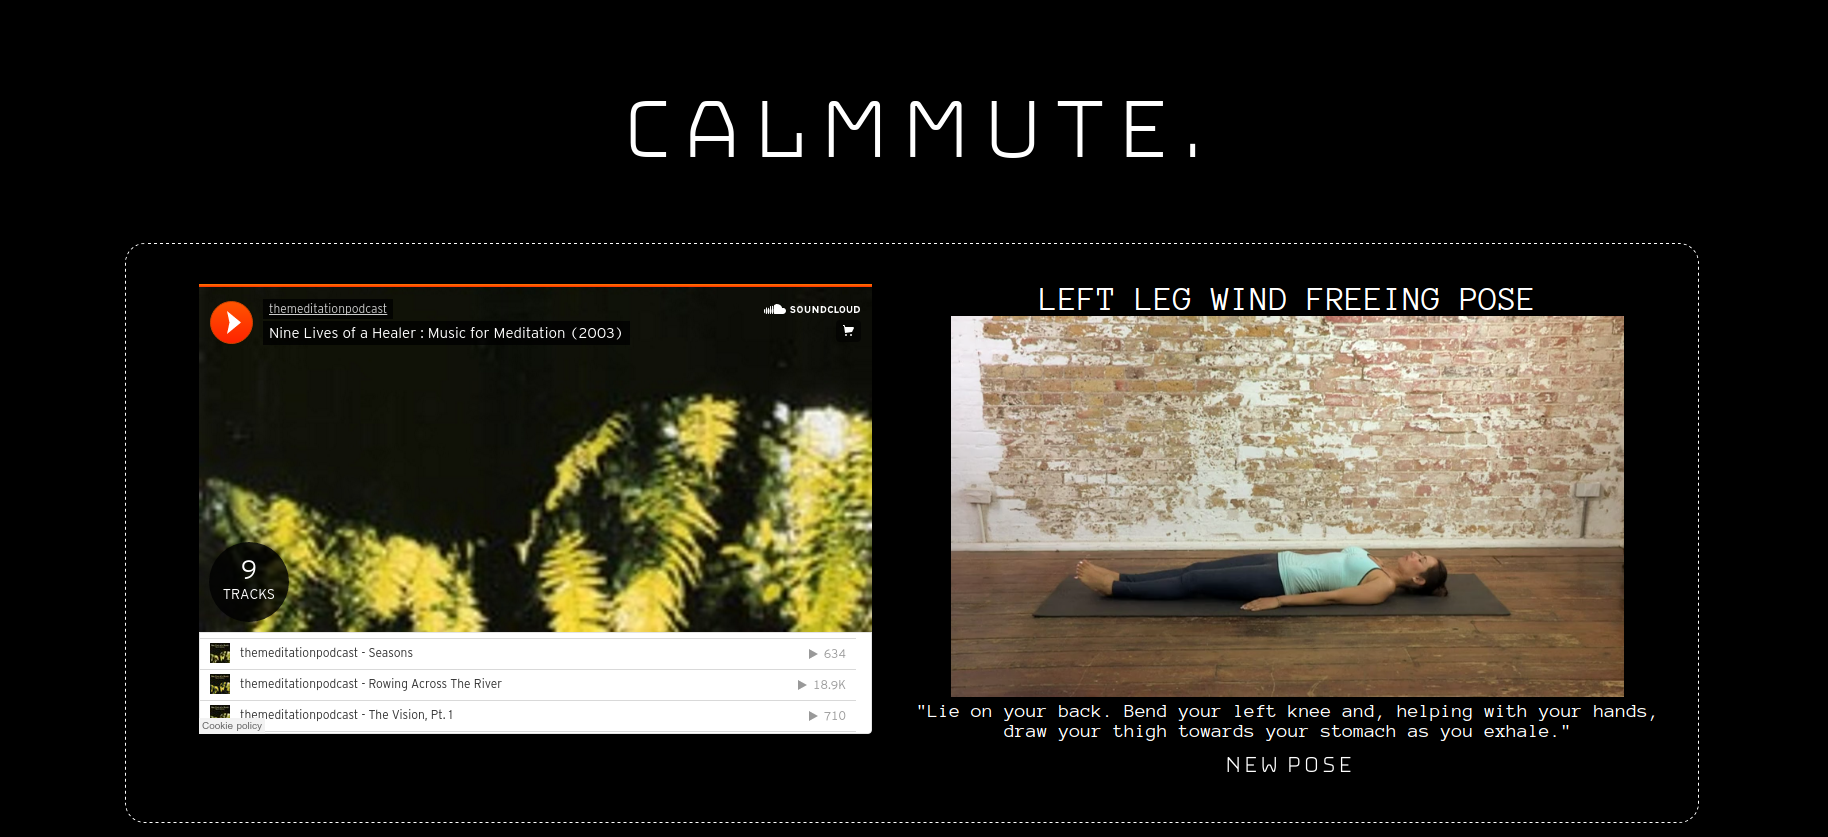 CALMMUTE.
themeditationpodcast
Nine Lives of a Healer : Music for Meditation (2003)
SOUNDCLOUD
9
TRACKS
themeditationpodcast - Seasons 634
themeditationpodcast - Rowing Across The River 18.9K
themeditationpodcast - The Vision, Pt. 1 710
Cookie policy
LEFT LEG WIND FREEING POSE
"Lie on your back. Bend your left knee and, helping with your hands,
draw your thigh towards your stomach as you exhale."
NEW POSE